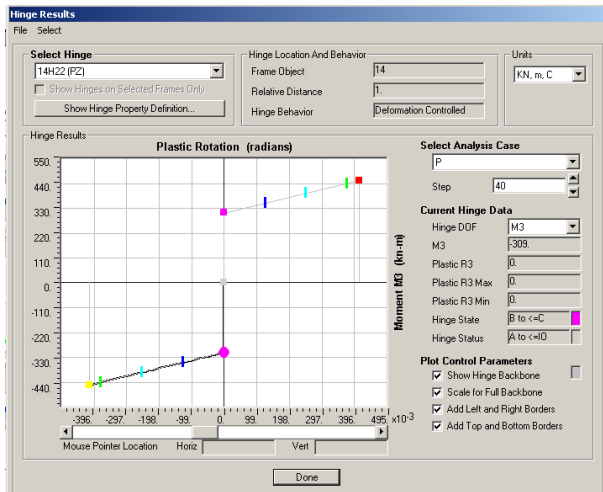 Hinge Results
File Select
Select Hinge
14H22 (PZ)
Show Hinges on Selected Frames Only
Show Hinge Property Definition...
Hinge Location And Behavior
Frame Object 14
Relative Distance 1.
Hinge Behavior Deformation Controlled
Units
KN, m, C
Hinge Results
Plastic Rotation (radians)
550.
440.
330.
220.
110.
0.
-110.
-220.
-330.
-440.
-396. -297. -198. -99. 0. 99. 198. 297. 396. 495. x10-3
Moment M3 (kn-m)
Mouse Pointer Location Horiz Vert
Select Analysis Case
P
Step 40
Current Hinge Data
Hinge DOF M3
M3 -309.
Plastic R3 0.
Plastic R3 Max 0.
Plastic R3 Min 0.
Hinge State B to <=C
Hinge Status A to <=IO
Plot Control Parameters
Show Hinge Backbone
Scale for Full Backbone
Add Left and Right Borders
Add Top and Bottom Borders
Done